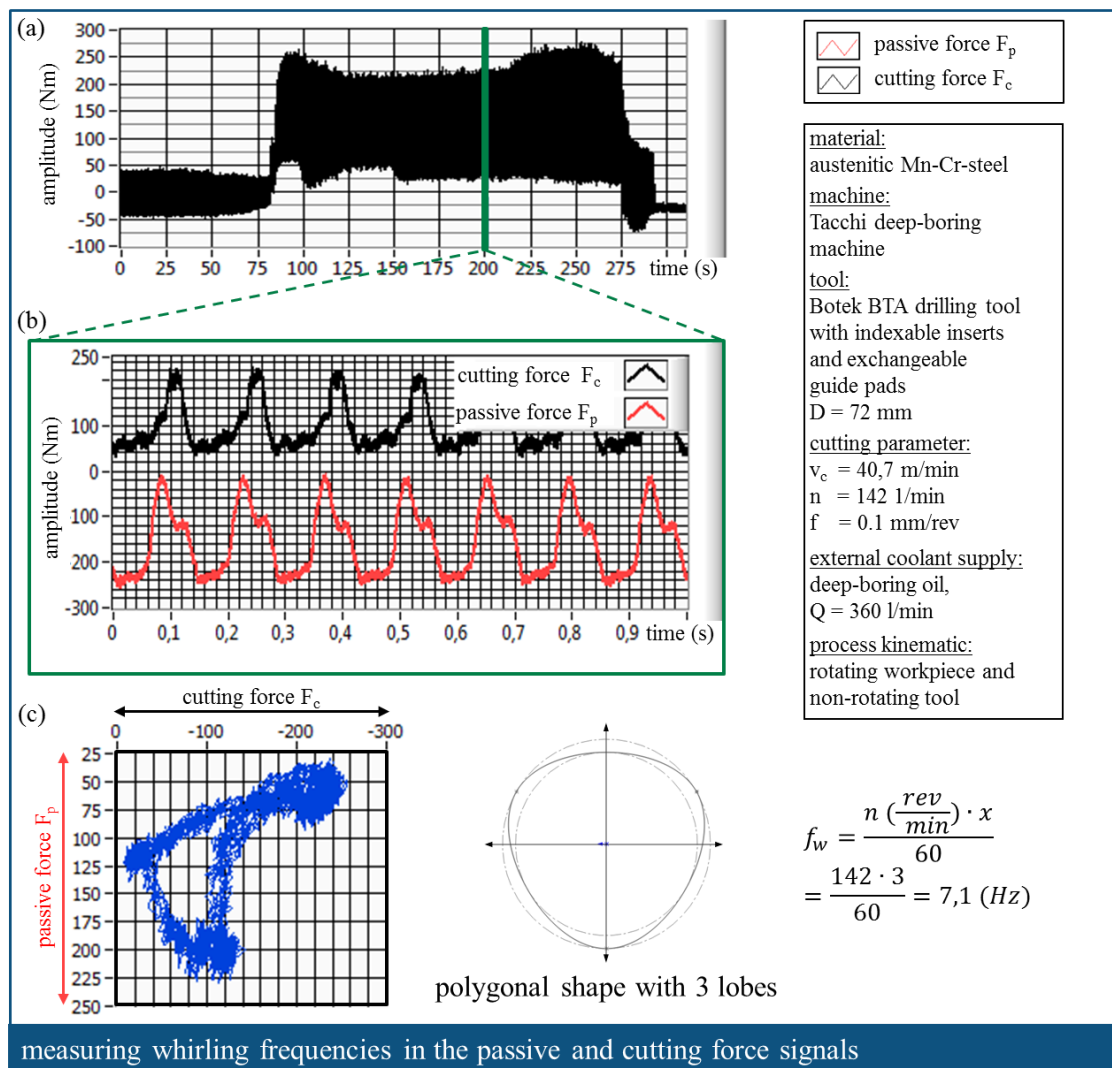 (a)
amplitude (Nm)
300
250
200
150
100
50
0
-50
-100
0 25 50 75 100 125 150 175 200 225 250 275 time (s)
passive force Fp
cutting force Fc
material:
austenitic Mn-Cr-steel
machine:
Tacchi deep-boring
machine
tool:
Botek BTA drilling tool
with indexable inserts
and exchangeable
guide pads
D = 72 mm
cutting parameter:
vc = 40,7 m/min
n = 142 l/min
f = 0.1 mm/rev
external coolant supply:
deep-boring oil,
Q = 360 l/min
process kinematic:
rotating workpiece and
non-rotating tool
(b)
amplitude (Nm)
250
100
0
100
200
-300
cutting force Fc
passive force Fp
0 0,1 0,2 0,3 0,4 0,5 0,6 0,7 0,8 0,9 time (s)
(c)
cutting force Fc
0 -100 -200 -300
passive force Fp
25
50
75
100
125
150
175
200
225
250
polygonal shape with 3 lobes
fw = n (rev/min) · x / 60
= 142 · 3 / 60 = 7,1 (Hz)
measuring whirling frequencies in the passive and cutting force signals